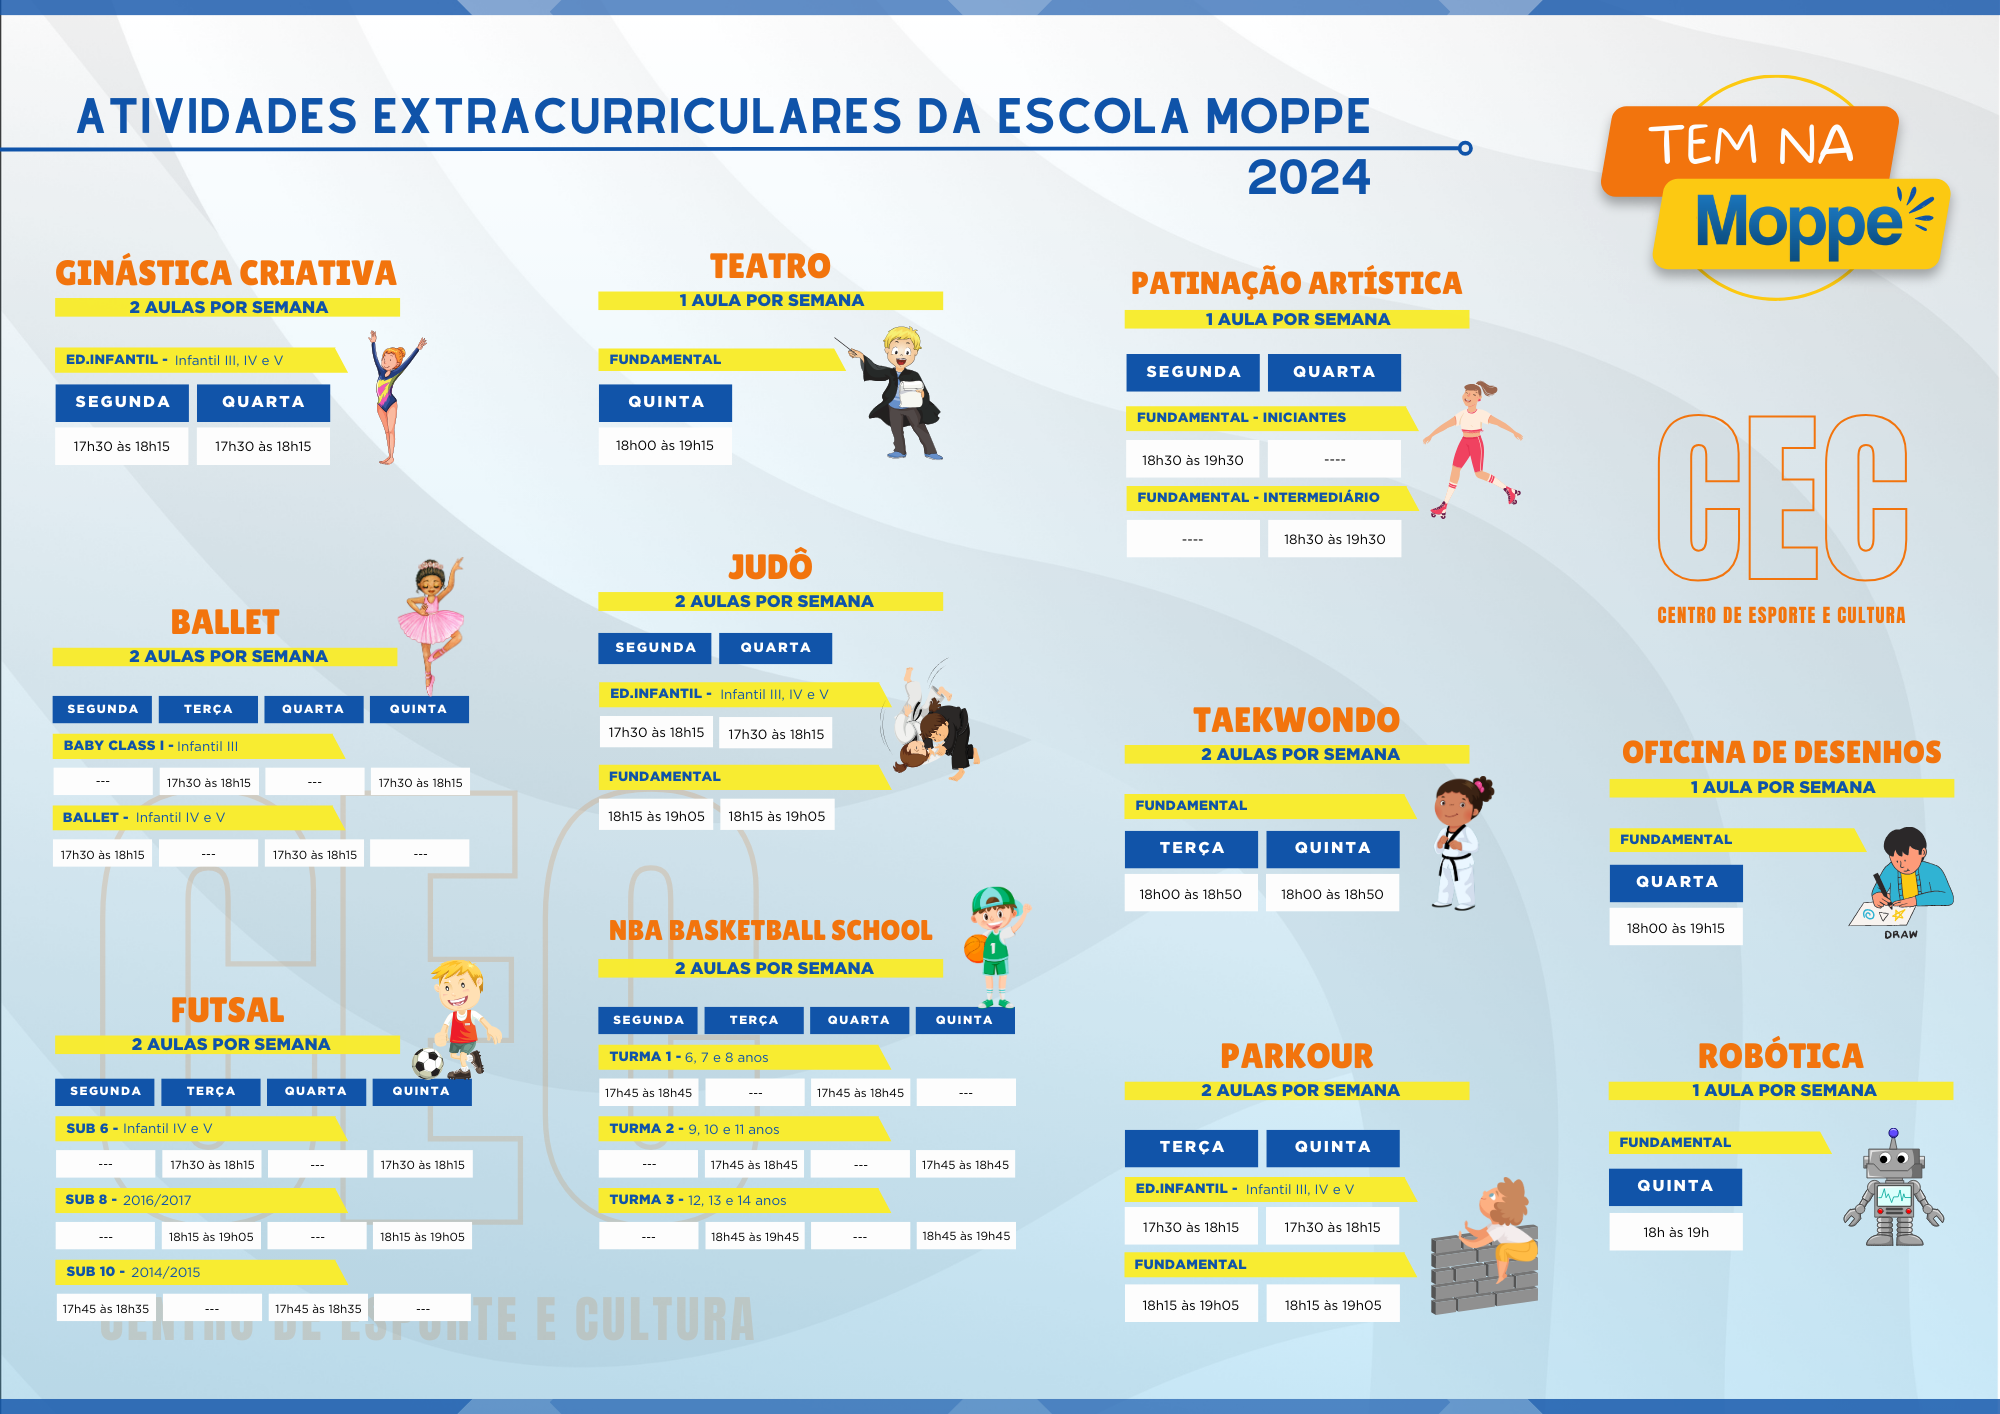 ATIVIDADES EXTRACURRICULARES DA ESCOLA MOPPE
2024
TEM NA
Moppe
GINÁSTICA CRIATIVA
2 AULAS POR SEMANA
ED.INFANTIL - Infantil III, IV e V
SEGUNDA QUARTA
17h30 às 18h15 17h30 às 18h15
BALLET
2 AULAS POR SEMANA
SEGUNDA TERÇA QUARTA QUINTA
BABY CLASS I - Infantil III
--- 17h30 às 18h15 --- 17h30 às 18h15
BALLET - Infantil IV e V
17h30 às 18h15 --- 17h30 às 18h15 ---
FUTSAL
2 AULAS POR SEMANA
SEGUNDA TERÇA QUARTA QUINTA
SUB 6 - Infantil IV e V
--- 17h30 às 18h15 --- 17h30 às 18h15
SUB 8 - 2016/2017
--- 18h15 às 19h05 --- 18h15 às 19h05
SUB 10 - 2014/2015
17h45 às 18h35 --- 17h45 às 18h35 ---
TEATRO
1 AULA POR SEMANA
FUNDAMENTAL
QUINTA
18h00 às 19h15
JUDÔ
2 AULAS POR SEMANA
SEGUNDA QUARTA
ED.INFANTIL - Infantil III, IV e V
17h30 às 18h15 17h30 às 18h15
FUNDAMENTAL
18h15 às 19h05 18h15 às 19h05
NBA BASKETBALL SCHOOL
2 AULAS POR SEMANA
1
SEGUNDA TERÇA QUARTA QUINTA
TURMA 1 - 6, 7 e 8 anos
17h45 às 18h45 --- 17h45 às 18h45 ---
TURMA 2 - 9, 10 e 11 anos
--- 17h45 às 18h45 --- 17h45 às 18h45
TURMA 3 - 12, 13 e 14 anos
--- 18h45 às 19h45 --- 18h45 às 19h45
CEC
CENTRO DE ESPORTE E CULTURA
PATINAÇÃO ARTÍSTICA
1 AULA POR SEMANA
SEGUNDA QUARTA
FUNDAMENTAL - INICIANTES
18h30 às 19h30 ----
FUNDAMENTAL - INTERMEDIÁRIO
---- 18h30 às 19h30
TAEKWONDO
2 AULAS POR SEMANA
FUNDAMENTAL
TERÇA QUINTA
18h00 às 18h50 18h00 às 18h50
PARKOUR
2 AULAS POR SEMANA
TERÇA QUINTA
ED.INFANTIL - Infantil III, IV e V
17h30 às 18h15 17h30 às 18h15
FUNDAMENTAL
18h15 às 19h05 18h15 às 19h05
CEC
CENTRO DE ESPORTE E CULTURA
OFICINA DE DESENHOS
1 AULA POR SEMANA
FUNDAMENTAL
QUARTA
18h00 às 19h15
DRAW
ROBÓTICA
1 AULA POR SEMANA
FUNDAMENTAL
QUINTA
18h às 19h